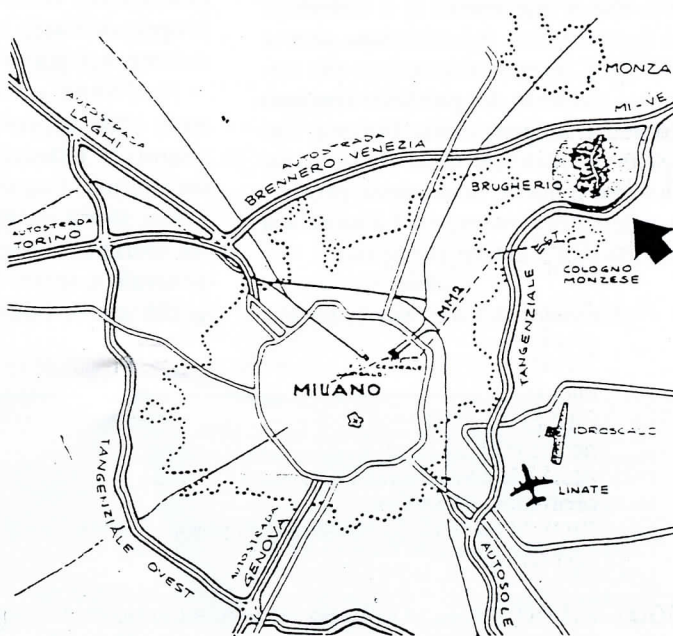 MONZA
MI-VE
AUTOSTRADA
LAGHI
AUTOSTRADA
BRENNERO-VENEZIA
BRUGHERIO
AUTOSTRADA
TORINO
TANGENZIALE EST
COLOGNO
MONZESE
MM2
CENTRALE
MILANO
IDROSCALO
LINATE
TANGENZIALE OVEST
AUTOSTRADA
GENOVA
AUTOSOLE